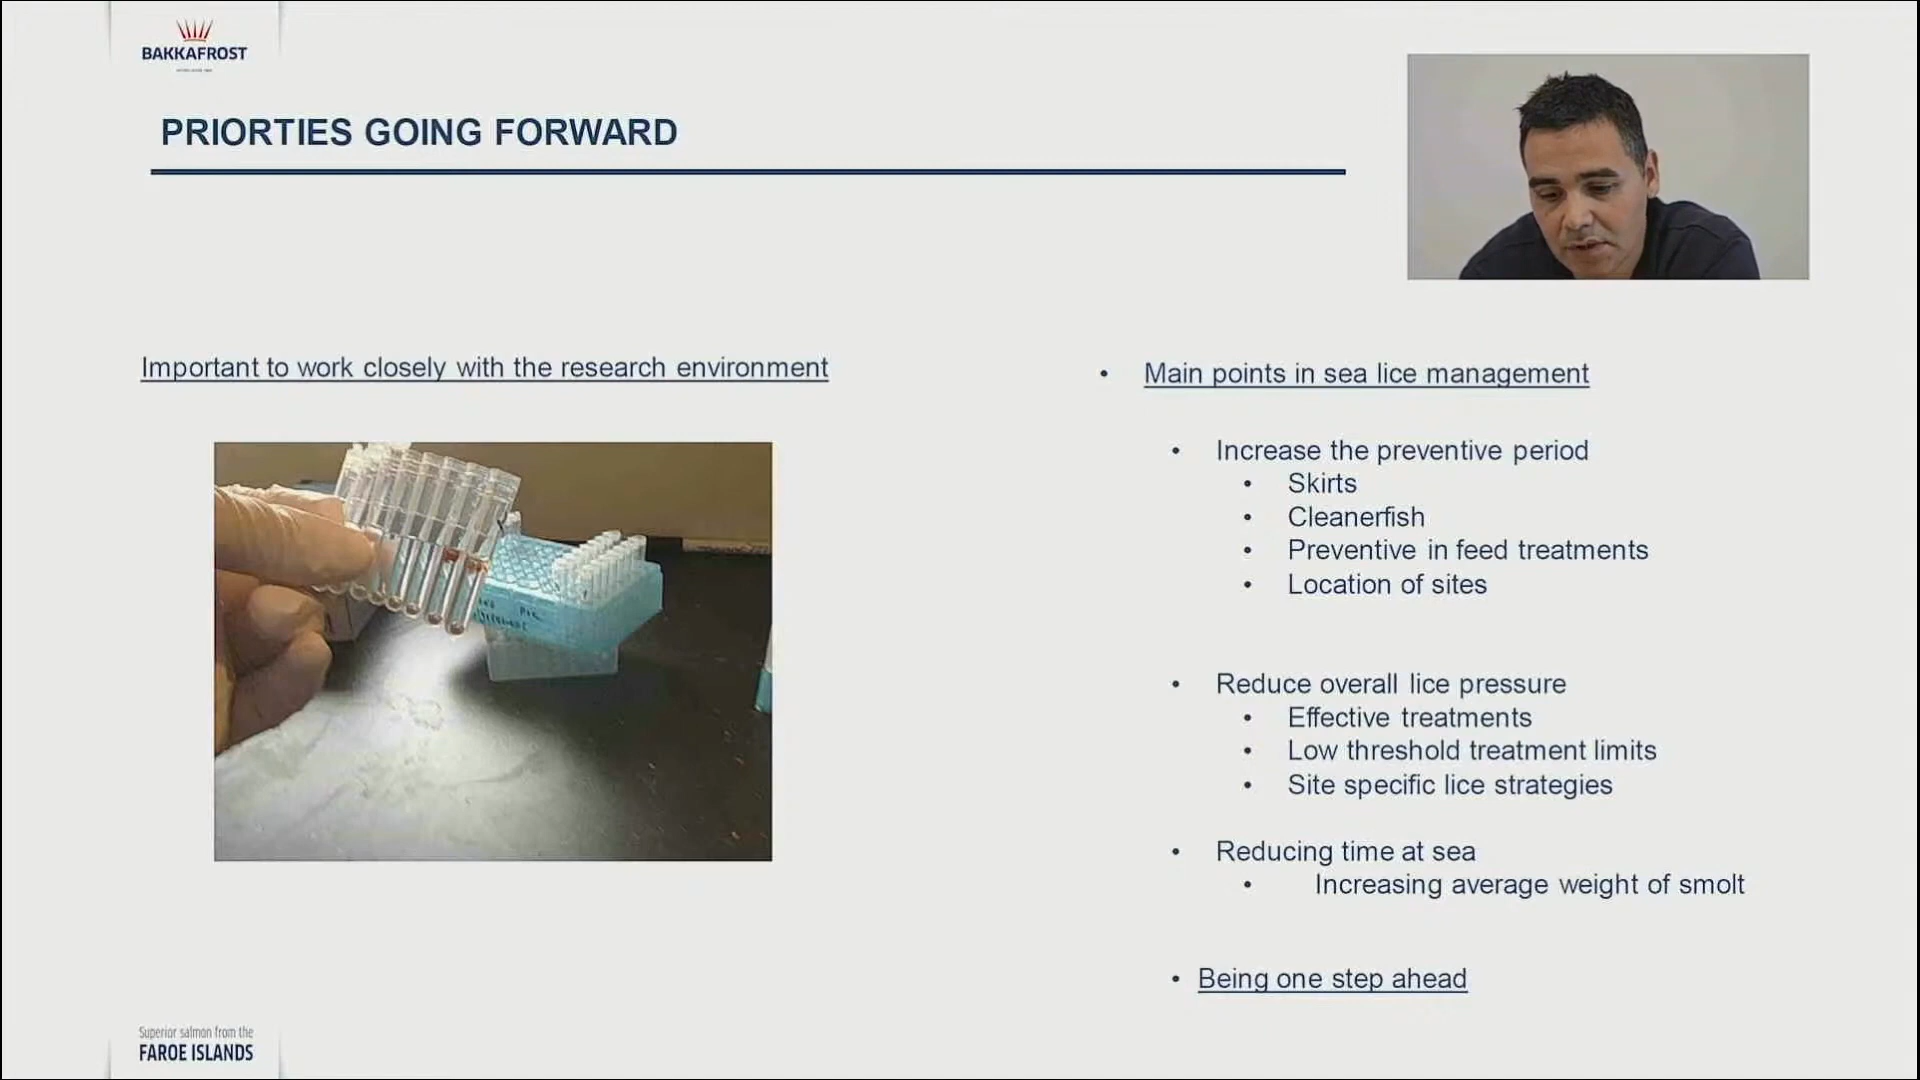 BAKKAFROST
PRIORTIES GOING FORWARD
Important to work closely with the research environment
• Main points in sea lice management
• Increase the preventive period
• Skirts
• Cleanerfish
• Preventive in feed treatments
• Location of sites
• Reduce overall lice pressure
• Effective treatments
• Low threshold treatment limits
• Site specific lice strategies
• Reducing time at sea
• Increasing average weight of smolt
• Being one step ahead
Superior salmon from the
FAROE ISLANDS